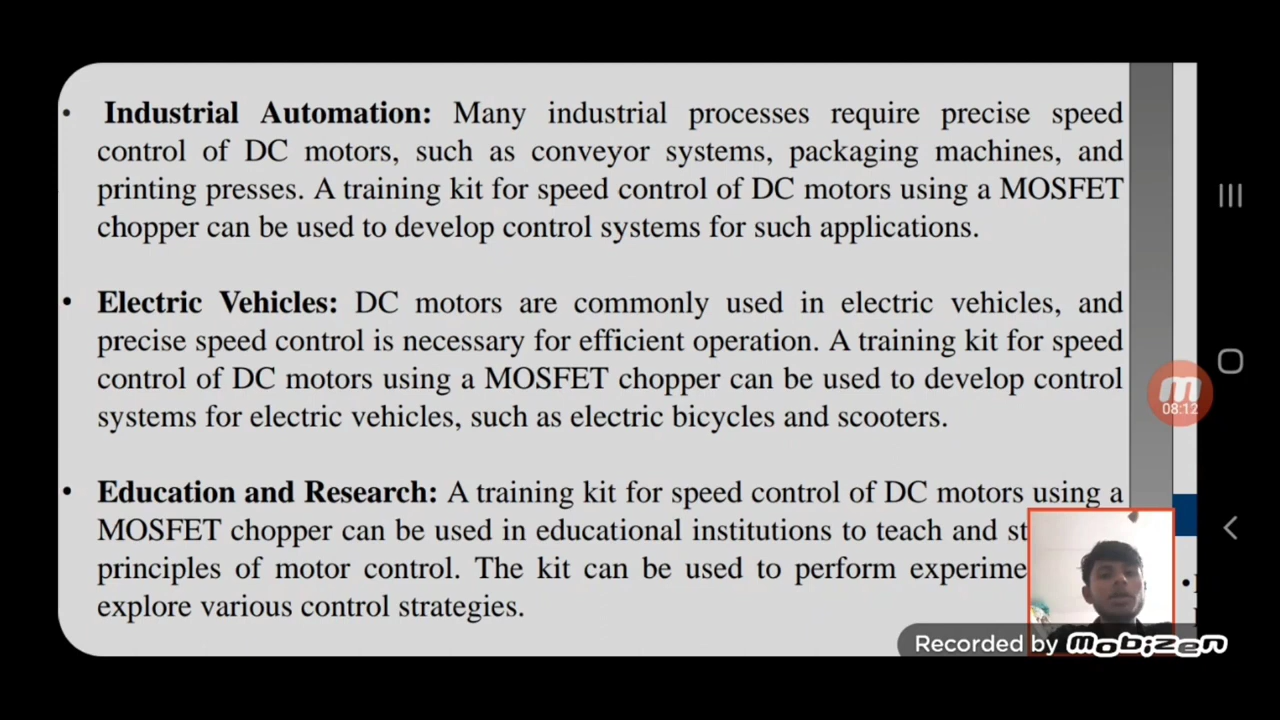 • Industrial Automation: Many industrial processes require precise speed
control of DC motors, such as conveyor systems, packaging machines, and
printing presses. A training kit for speed control of DC motors using a MOSFET
chopper can be used to develop control systems for such applications.
• Electric Vehicles: DC motors are commonly used in electric vehicles, and
precise speed control is necessary for efficient operation. A training kit for speed
control of DC motors using a MOSFET chopper can be used to develop control
systems for electric vehicles, such as electric bicycles and scooters.
• Education and Research: A training kit for speed control of DC motors using a
MOSFET chopper can be used in educational institutions to teach and
principles of motor control. The kit can be used to perform
explore various control strategies.
08:12
Recorded by Mobizen